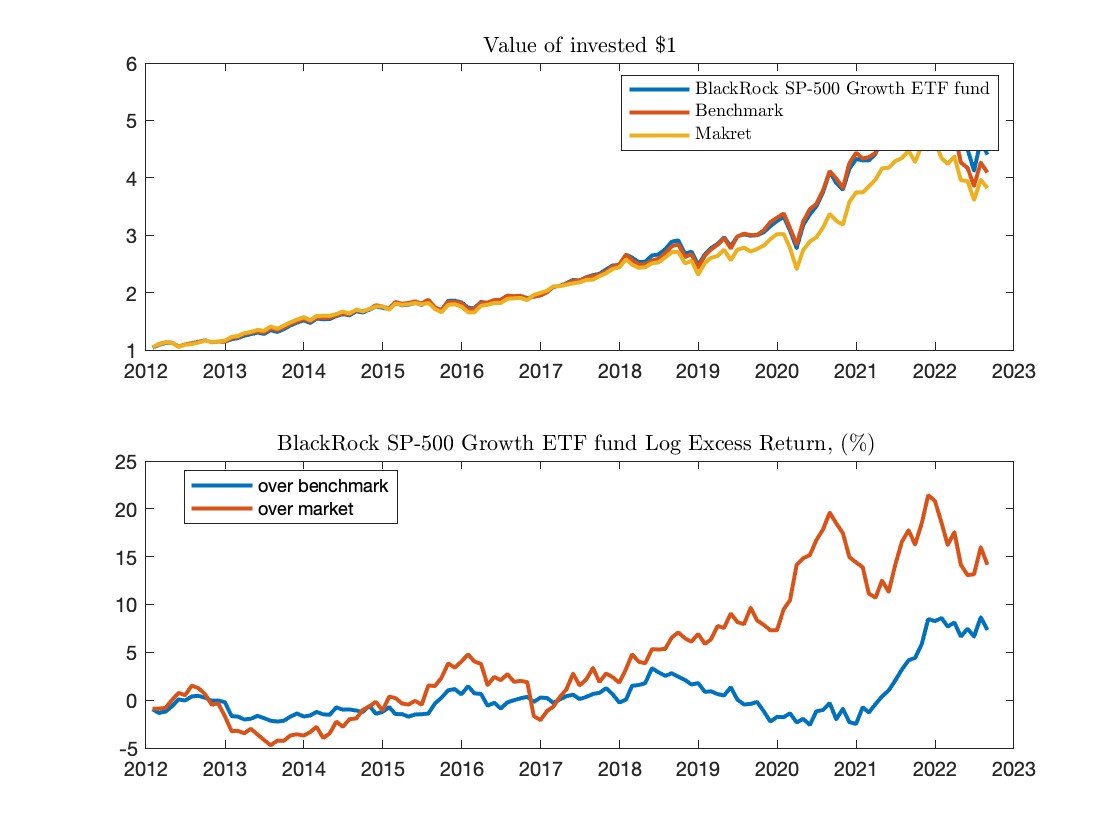 Value of invested $1
6
5
4
3
2
1
BlackRock SP-500 Growth ETF fund
Benchmark
Makret
2012 2013 2014 2015 2016 2017 2018 2019 2020 2021 2022 2023
BlackRock SP-500 Growth ETF fund Log Excess Return, (%)
25
20
15
10
5
0
-5
over benchmark
over market
2012 2013 2014 2015 2016 2017 2018 2019 2020 2021 2022 2023